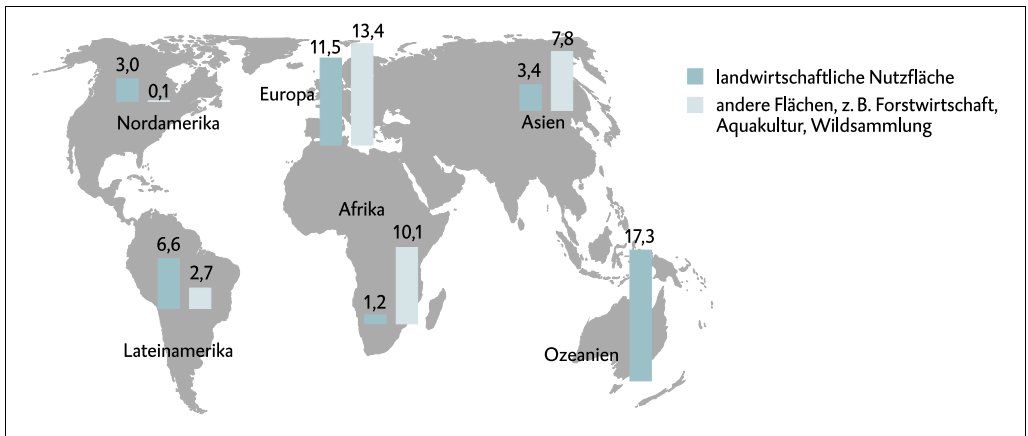 3,0
0,1
Nordamerika
11,5
13,4
Europa
3,4
7,8
Asien
landwirtschaftliche Nutzfläche
andere Flächen, z. B. Forstwirtschaft,
Aquakultur, Wildsammlung
6,6
2,7
Lateinamerika
Afrika
10,1
1,2
17,3
Ozeanien